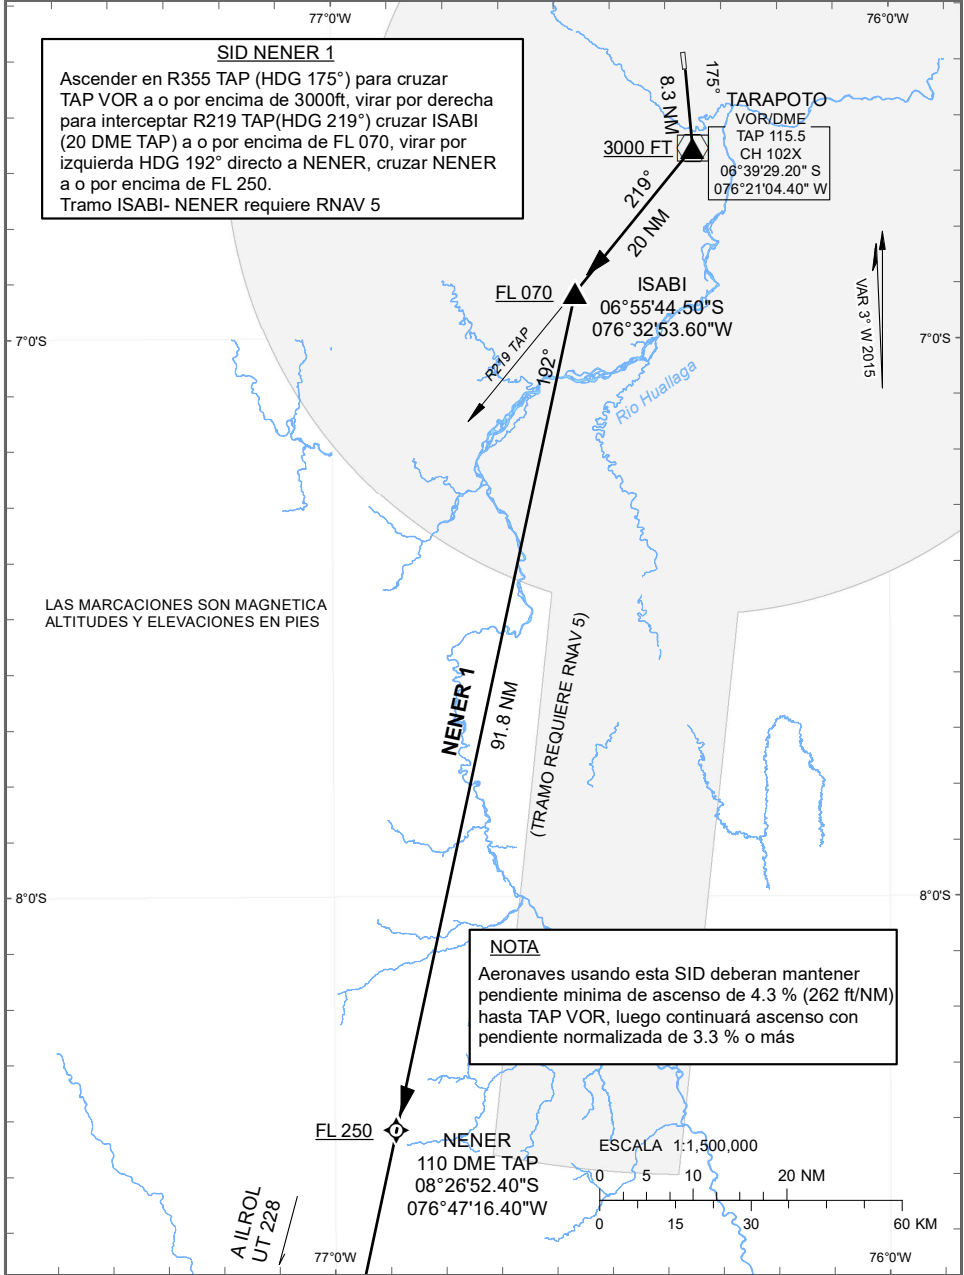 77°0'W
76°0'W
SID NENER 1
Ascender en R355 TAP (HDG 175°) para cruzar
TAP VOR a o por encima de 3000ft, virar por derecha
para interceptar R219 TAP(HDG 219°) cruzar ISABI
(20 DME TAP) a o por encima de FL 070, virar por
izquierda HDG 192° directo a NENER, cruzar NENER
a o por encima de FL 250.
Tramo ISABI- NENER requiere RNAV 5
175°
8.3 NM
TARAPOTO
VOR/DME
TAP 115.5
CH 102X
06°39'29.20" S
076°21'04.40" W
3000 FT
219°
20 NM
FL 070
ISABI
06°55'44.50"S
076°32'53.60"W
VAR 3° W 2015
7°0'S
7°0'S
R219 TAP
192°
Rio Huallaga
LAS MARCACIONES SON MAGNETICA
ALTITUDES Y ELEVACIONES EN PIES
NENER 1
91.8 NM
(TRAMO REQUIERE RNAV 5)
8°0'S
8°0'S
NOTA
Aeronaves usando esta SID deberan mantener
pendiente minima de ascenso de 4.3 % (262 ft/NM)
hasta TAP VOR, luego continuará ascenso con
pendiente normalizada de 3.3 % o más
FL 250
NENER
110 DME TAP
08°26'52.40"S
076°47'16.40"W
ESCALA 1:1,500,000
0 5 10 20 NM
0 15 30 60 KM
A ILROL
UT 228
77°0'W
76°0'W